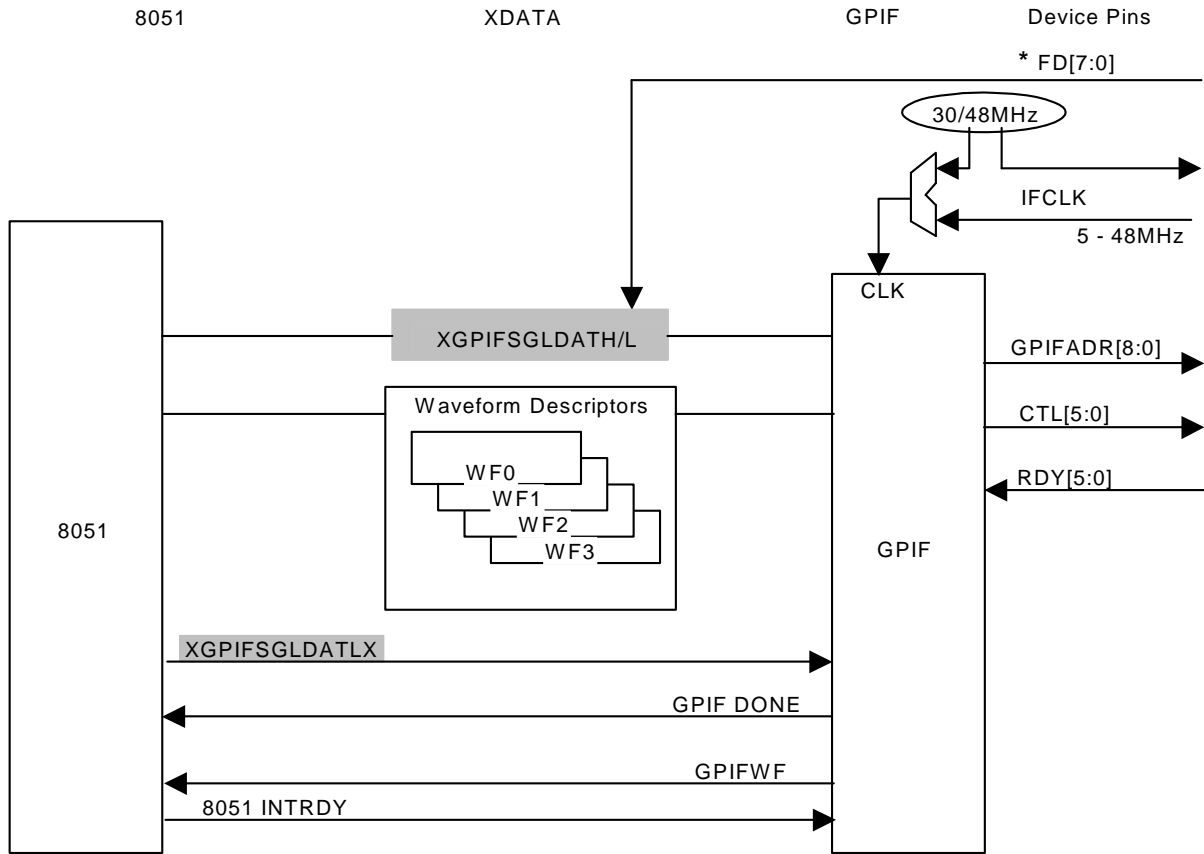 8051 XDATA GPIF Device Pins
* FD[7:0]
30/48MHz
IFCLK
5 - 48MHz
CLK
XGPIFSGLDATH/L
GPIFADR[8:0]
Waveform Descriptors
CTL[5:0]
WF0
RDY[5:0]
WF1
WF2
8051
WF3
GPIF
XGPIFSGLDATLX
GPIF DONE
GPIFWF
8051 INTRDY